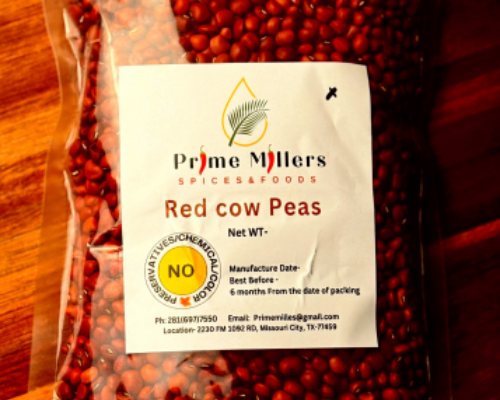 Prime Millers
SPICES&FOODS
Red cow Peas
Net WT-
PRESERVATIVES/CHEMICAL/COLOR
NO
Manufacture Date-
Best Before -
6 months From the date of packing
Ph: 281(697)7550 Email: Primemilles@gmail.com
Location- 2230 FM 1092 RD, Missouri City, TX-77459